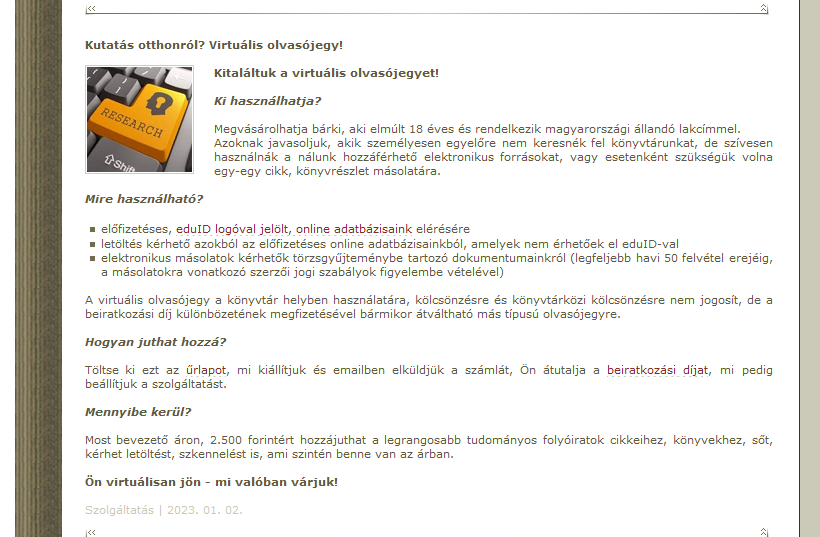 Kutatás otthonról? Virtuális olvasójegy!
RESEARCH
Shift
Kitaláltuk a virtuális olvasójegyet!
Ki használhatja?
Megvásárolhatja bárki, aki elmúlt 18 éves és rendelkezik magyarországi állandó lakcímmel.
Azoknak javasoljuk, akik személyesen egyelőre nem keresnék fel könyvtárunkat, de szívesen
használnák a nálunk hozzáférhető elektronikus forrásokat, vagy esetenként szükségük volna
egy-egy cikk, könyvrészlet másolatára.
Mire használható?
előfizetéses, eduID logóval jelölt, online adatbázisaink elérésére
letöltés kérhető azokból az előfizetéses online adatbázisainkból, amelyek nem érhetőek el eduID-val
elektronikus másolatok kérhetők törzsgyűjteménybe tartozó dokumentumainkról (legfeljebb havi 50 felvétel erejéig,
a másolatokra vonatkozó szerzői jogi szabályok figyelembe vételével)
A virtuális olvasójegy a könyvtár helyben használatára, kölcsönzésre és könyvtárközi kölcsönzésre nem jogosít, de a
beiratkozási díj különbözetének megfizetésével bármikor átváltható más típusú olvasójegyre.
Hogyan juthat hozzá?
Töltse ki ezt az űrlapot, mi kiállítjuk és emailben elküldjük a számlát, Ön átutalja a beiratkozási díjat, mi pedig
beállítjuk a szolgáltatást.
Mennyibe kerül?
Most bevezető áron, 2.500 forintért hozzájuthat a legrangosabb tudományos folyóiratok cikkeihez, könyvekhez, sőt,
kérhet letöltést, szkennelést is, ami szintén benne van az árban.
Ön virtuálisan jön - mi valóban várjuk!
Szolgáltatás | 2023. 01. 02.